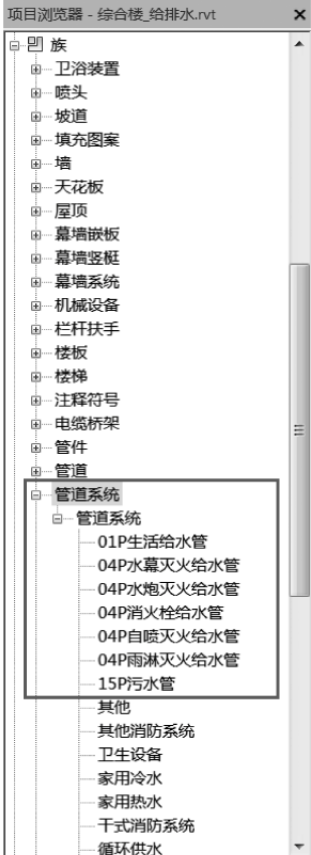 项目浏览器 - 综合楼_给排水.rvt
族
卫浴装置
喷头
坡道
填充图案
墙
天花板
屋顶
幕墙嵌板
幕墙竖梃
幕墙系统
机械设备
栏杆扶手
楼板
楼梯
注释符号
电缆桥架
管件
管道
管道系统
管道系统
01P生活给水管
04P水幕灭火给水管
04P水炮灭火给水管
04P消火栓给水管
04P自喷灭火给水管
04P雨淋灭火给水管
15P污水管
其他
其他消防系统
卫生设备
家用冷水
家用热水
干式消防系统
循环供水